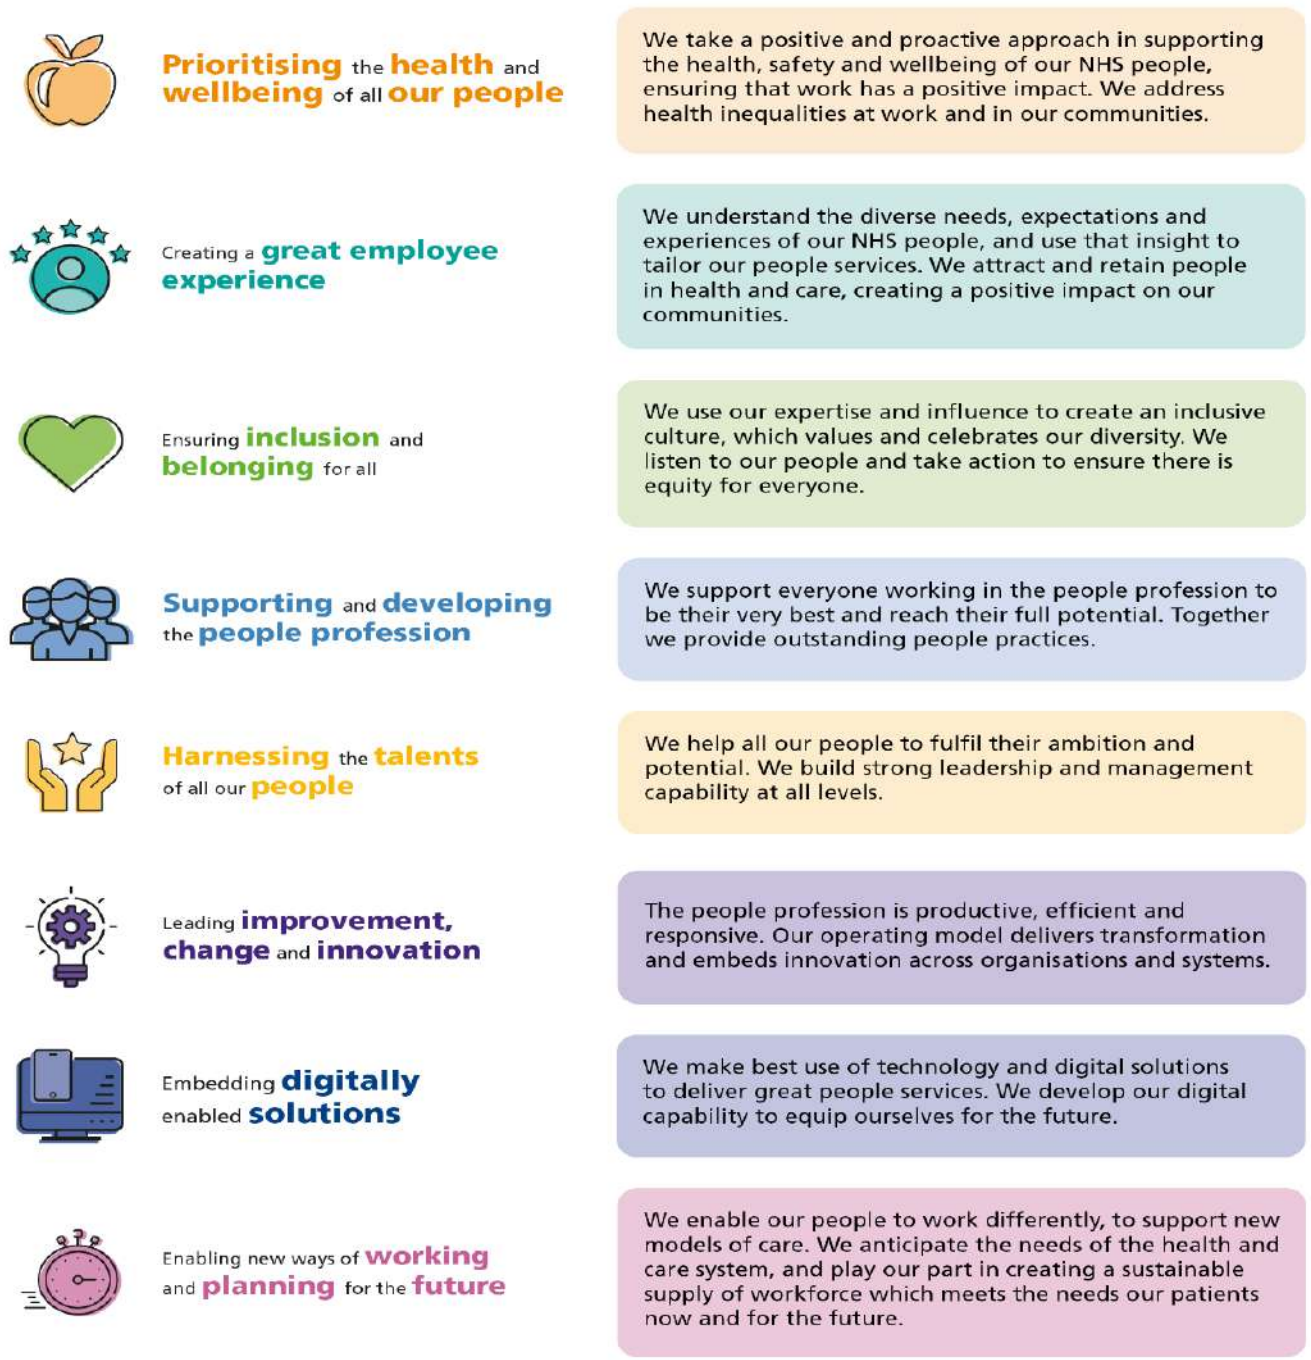 Prioritising the health and
wellbeing of all our people
We take a positive and proactive approach in supporting
the health, safety and wellbeing of our NHS people,
ensuring that work has a positive impact. We address
health inequalities at work and in our communities.
Creating a great employee
experience
We understand the diverse needs, expectations and
experiences of our NHS people, and use that insight to
tailor our people services. We attract and retain people
in health and care, creating a positive impact on our
communities.
Ensuring inclusion and
belonging for all
We use our expertise and influence to create an inclusive
culture, which values and celebrates our diversity. We
listen to our people and take action to ensure there is
equity for everyone.
Supporting and developing
the people profession
We support everyone working in the people profession to
be their very best and reach their full potential. Together
we provide outstanding people practices.
Harnessing the talents
of all our people
We help all our people to fulfil their ambition and
potential. We build strong leadership and management
capability at all levels.
Leading improvement,
change and innovation
The people profession is productive, efficient and
responsive. Our operating model delivers transformation
and embeds innovation across organisations and systems.
Embedding digitally
enabled solutions
We make best use of technology and digital solutions
to deliver great people services. We develop our digital
capability to equip ourselves for the future.
Enabling new ways of working
and planning for the future
We enable our people to work differently, to support new
models of care. We anticipate the needs of the health and
care system, and play our part in creating a sustainable
supply of workforce which meets the needs our patients
now and for the future.